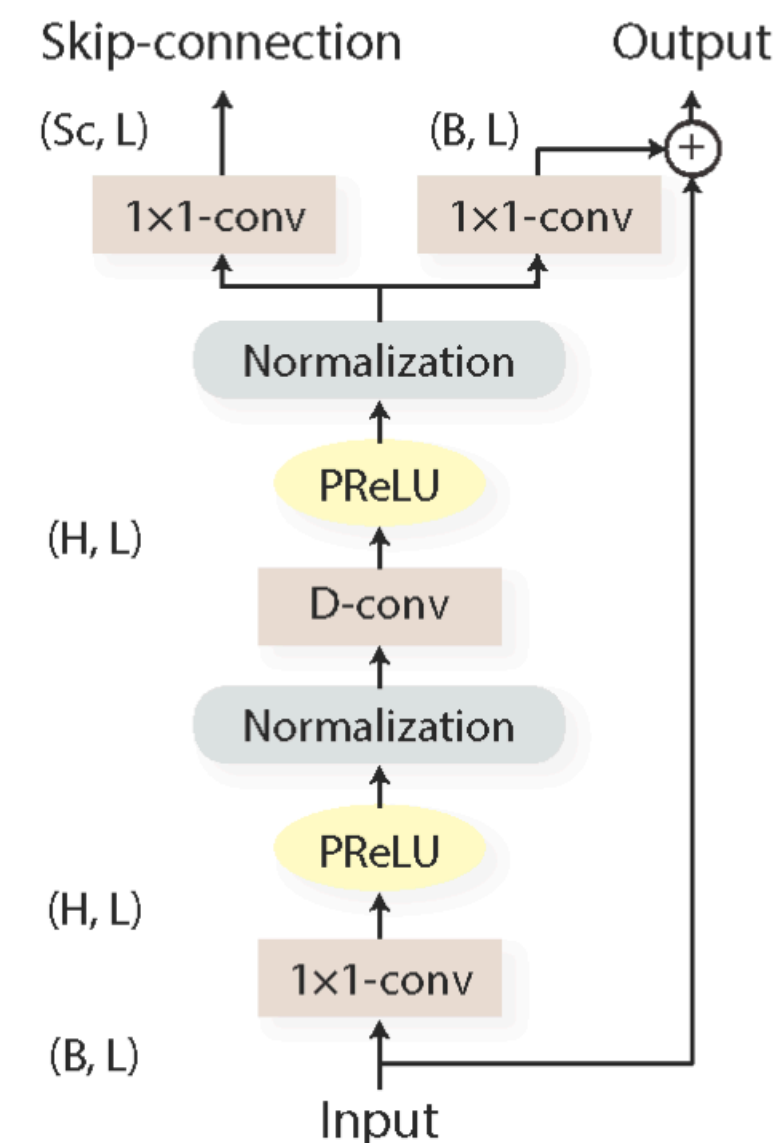 Skip-connection Output
(Sc, L) (B, L)
+
1×1-conv 1×1-conv
Normalization
PReLU
(H, L)
D-conv
Normalization
PReLU
(H, L)
1×1-conv
(B, L)
Input